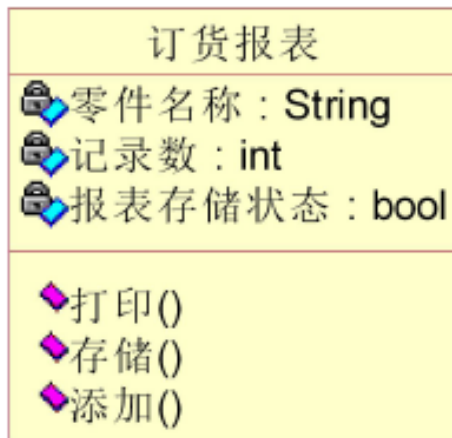 订货报表
零件名称 : String
记录数 : int
报表存储状态 : bool
打印()
存储()
添加()